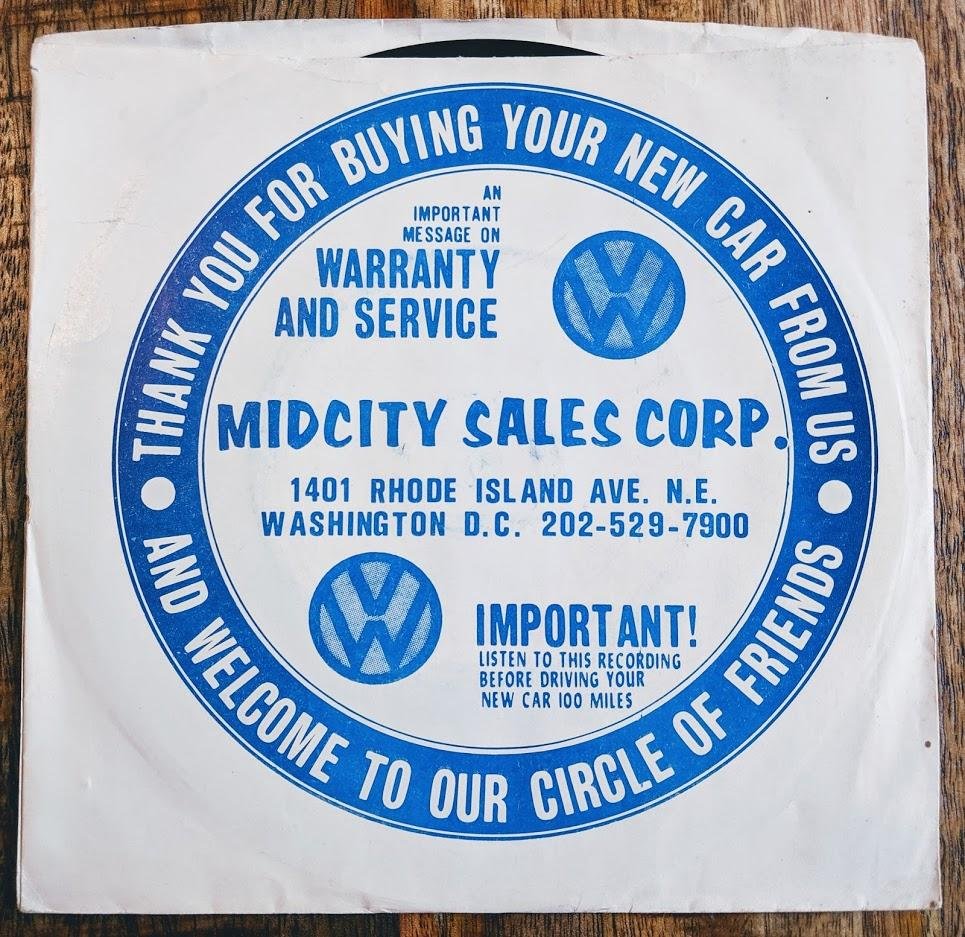 THANK YOU FOR BUYING YOUR NEW CAR FROM US
AN
IMPORTANT
MESSAGE ON
WARRANTY
AND SERVICE
MIDCITY SALES CORP.
1401 RHODE ISLAND AVE. N.E.
WASHINGTON D.C. 202-529-7900
IMPORTANT!
LISTEN TO THIS RECORDING
BEFORE DRIVING YOUR
NEW CAR 100 MILES
AND WELCOME TO OUR CIRCLE OF FRIENDS